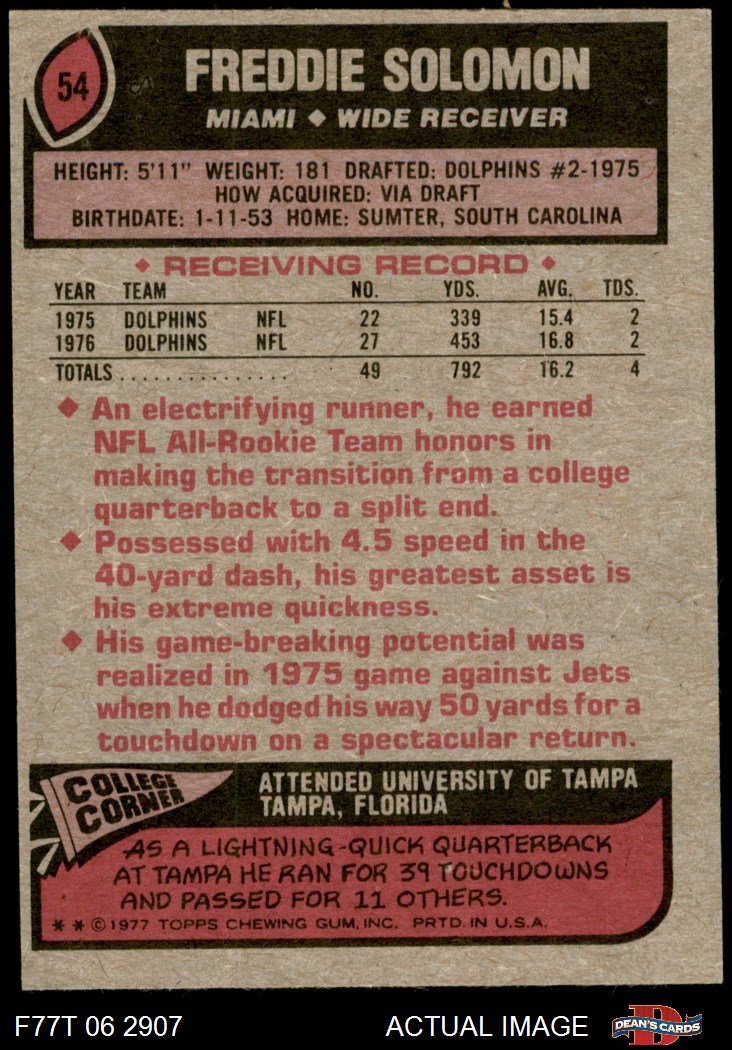 54
FREDDIE SOLOMON
MIAMI ◆ WIDE RECEIVER
HEIGHT: 5'11" WEIGHT: 181 DRAFTED: DOLPHINS #2-1975
HOW ACQUIRED: VIA DRAFT
BIRTHDATE: 1-11-53 HOME: SUMTER, SOUTH CAROLINA
◆ RECEIVING RECORD ◆
YEAR TEAM NO. YDS. AVG. TDS.
1975 DOLPHINS NFL 22 339 15.4 2
1976 DOLPHINS NFL 27 453 16.8 2
TOTALS................ 49 792 16.2 4
◆ An electrifying runner, he earned
NFL All-Rookie Team honors in
making the transition from a college
quarterback to a split end.
◆ Possessed with 4.5 speed in the
40-yard dash, his greatest asset is
his extreme quickness.
◆ His game-breaking potential was
realized in 1975 game against Jets
when he dodged his way 50 yards for a
touchdown on a spectacular return.
COLLEGE
CORNER
ATTENDED UNIVERSITY OF TAMPA
TAMPA, FLORIDA
AS A LIGHTNING-QUICK QUARTERBACK
AT TAMPA HE RAN FOR 39 TOUCHDOWNS
AND PASSED FOR 11 OTHERS.
* * © 1977 TOPPS CHEWING GUM, INC. PRTD. IN U.S.A.
F77T 06 2907 ACTUAL IMAGE
D
DEAN'S CARDS